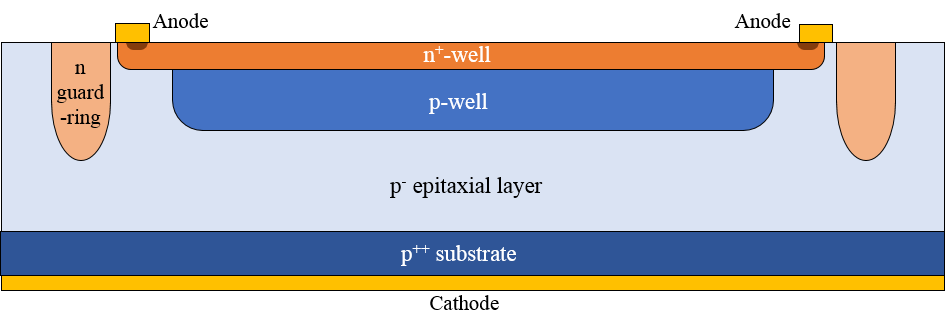 Anode
Anode
n⁺-well
n
guard
-ring
p-well
p⁻ epitaxial layer
p⁺⁺ substrate
Cathode